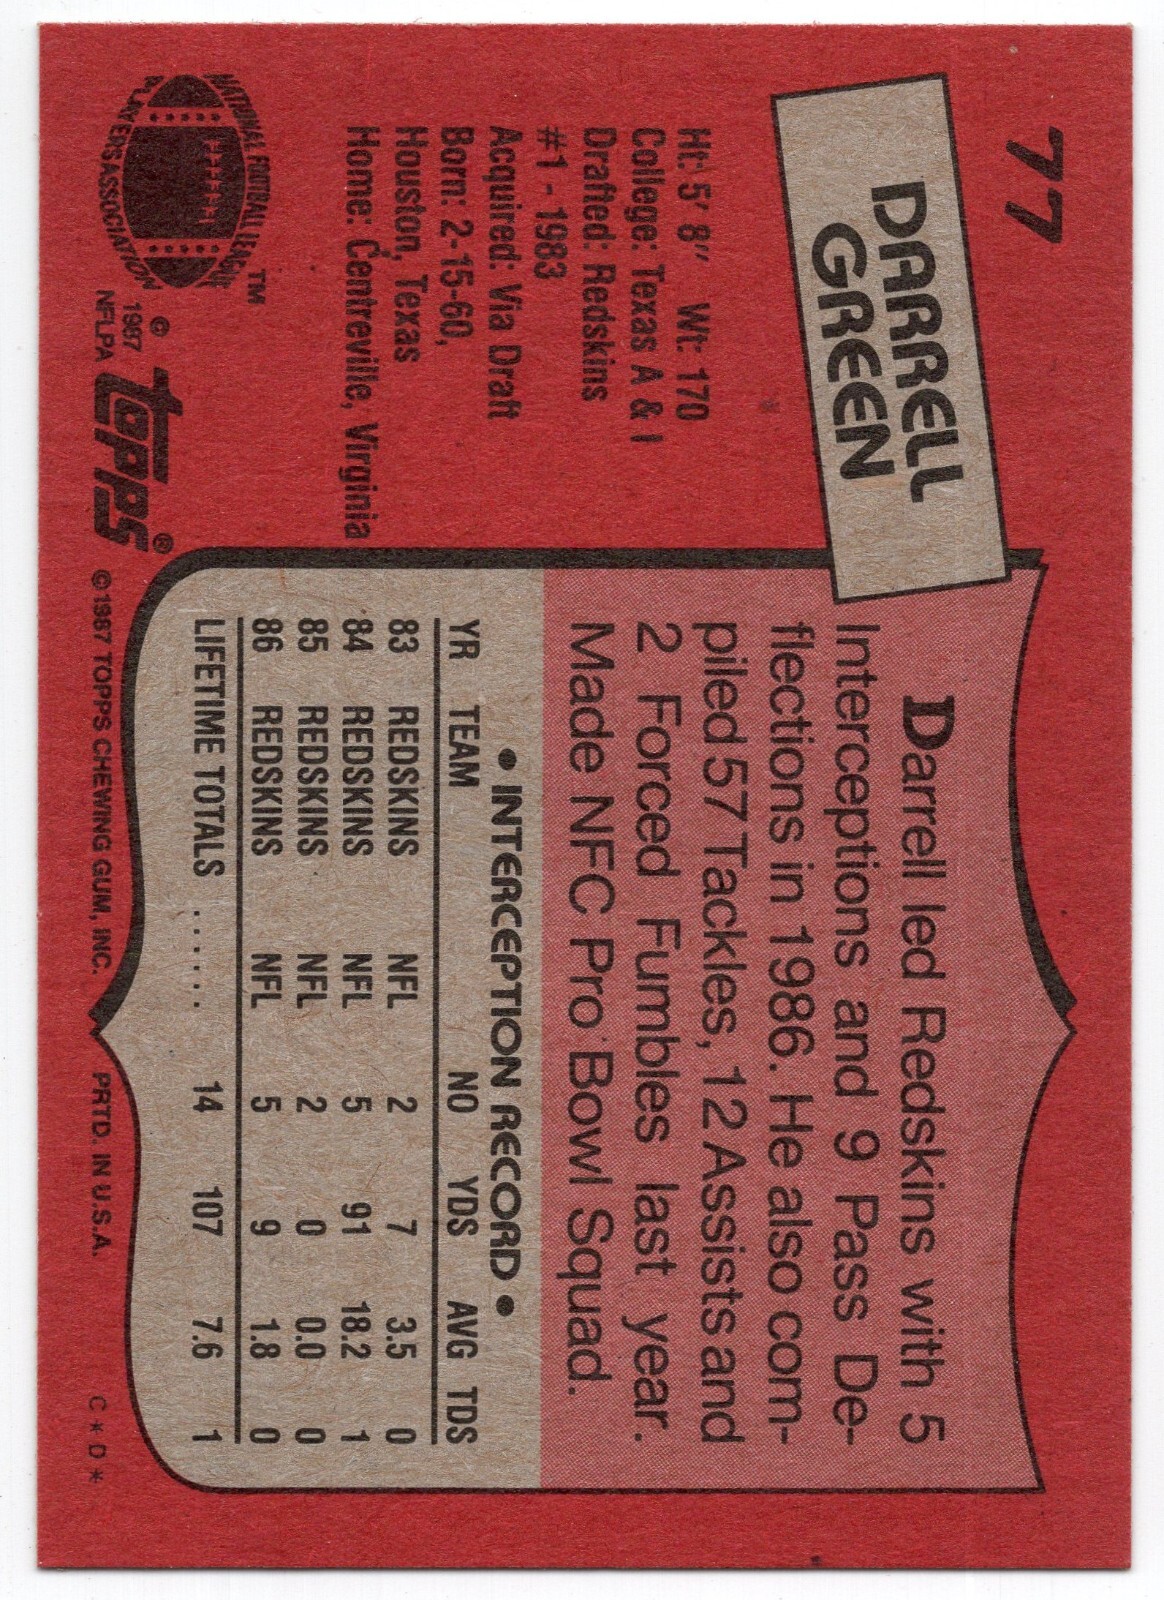 77
DARRELL
GREEN
Ht: 5' 8" Wt: 170
College: Texas A & I
Drafted: Redskins
#1 - 1983
Acquired: Via Draft
Born: 2-15-60,
Houston, Texas
Home: Centreville, Virginia
NATIONAL FOOTBALL LEAGUE
PLAYERS ASSOCIATION
TM
© 1987
NFLPA
Topps®
Darrell led Redskins with 5
Interceptions and 9 Pass De-
flections in 1986. He also com-
piled 57 Tackles, 12 Assists and
2 Forced Fumbles last year.
Made NFC Pro Bowl Squad.
• INTERCEPTION RECORD •
YR TEAM NO YDS AVG TDS
83 REDSKINS NFL 2 7 3.5 0
84 REDSKINS NFL 5 91 18.2 1
85 REDSKINS NFL 2 0 0.0 0
86 REDSKINS NFL 5 9 1.8 0
LIFETIME TOTALS ...... 14 107 7.6 1
© 1987 TOPPS CHEWING GUM, INC. PRTD. IN U.S.A. C * D *